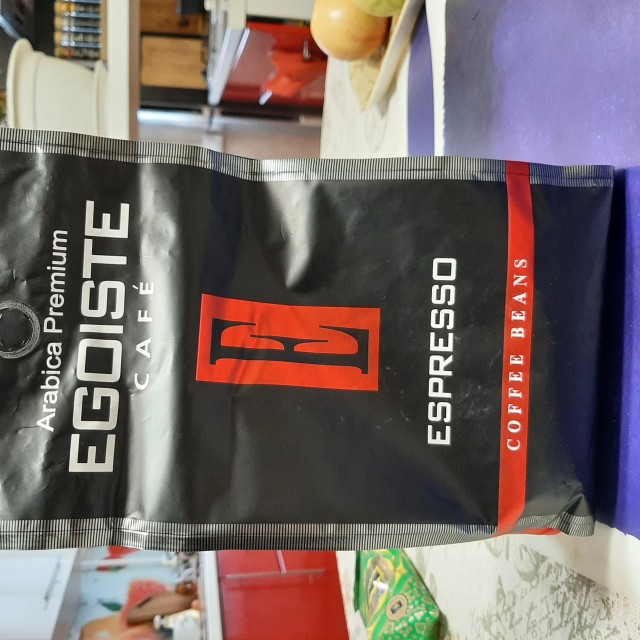 Arabica Premium
EGOISTE
CAFÉ
E
ESPRESSO
COFFEE BEANS